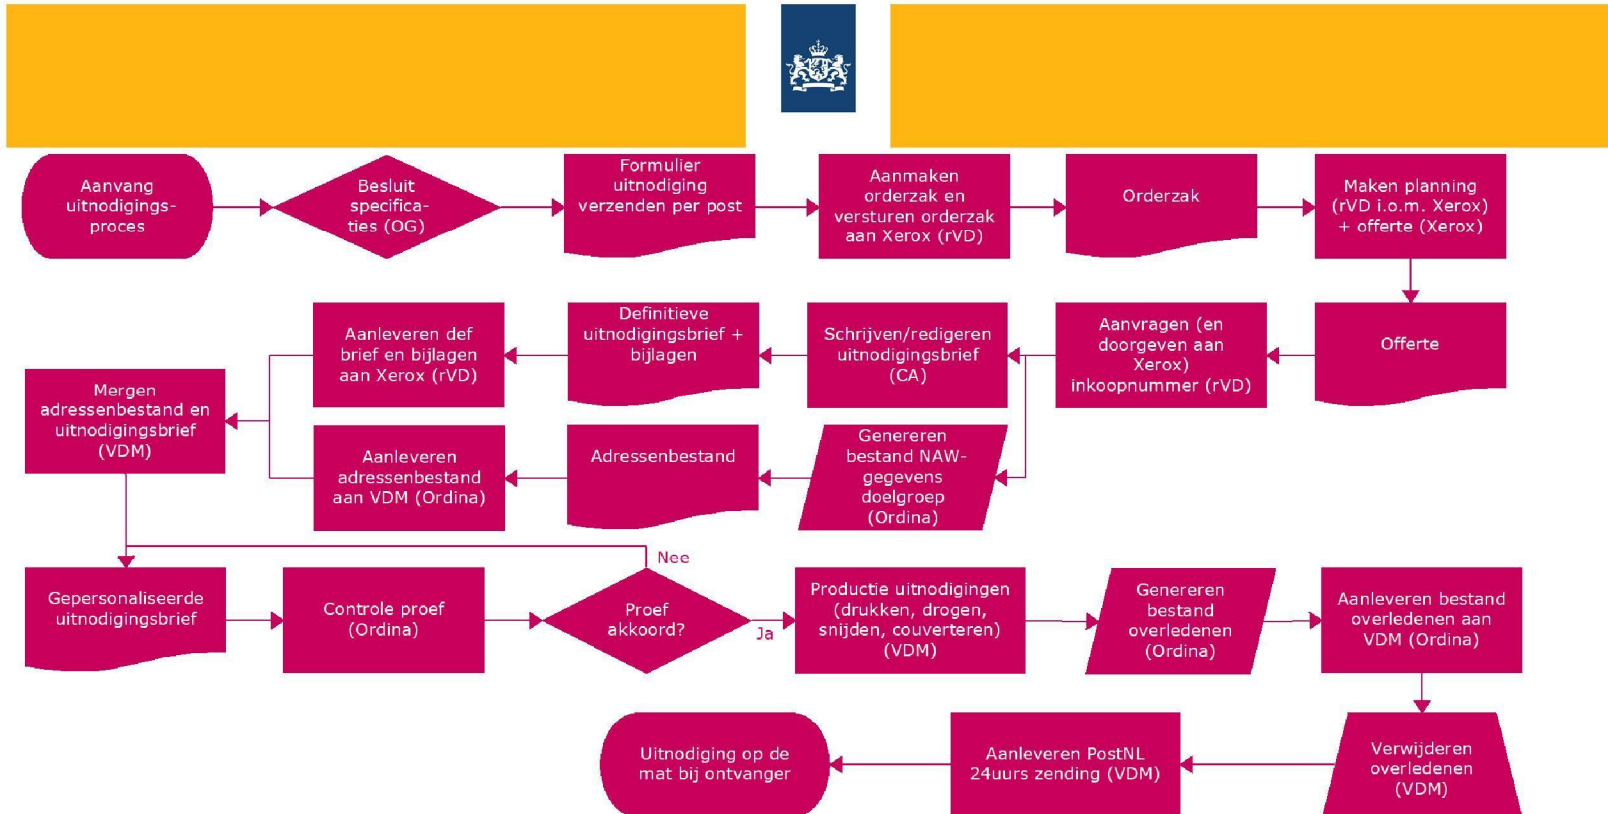 Aanvang
uitnodigings-
proces
Besluit
specifica-
ties (OG)
Formulier
uitnodiging
verzenden per post
Aanmaken
orderzak en
versturen orderzak
aan Xerox (rVD)
Orderzak
Maken planning
(rVD i.o.m. Xerox)
+ offerte (Xerox)
Offerte
Aanvragen (en
doorgeven aan
Xerox)
inkoopnummer (rVD)
Schrijven/redigeren
uitnodigingsbrief
(CA)
Definitieve
uitnodigingsbrief +
bijlagen
Aanleveren def
brief en bijlagen
aan Xerox (rVD)
Genereren
bestand NAW-
gegevens
doelgroep
(Ordina)
Adressenbestand
Aanleveren
adressenbestand
aan VDM (Ordina)
Mergen
adressenbestand en
uitnodigingsbrief
(VDM)
Gepersonaliseerde
uitnodigingsbrief
Controle proef
(Ordina)
Proef
akkoord?
Nee
Ja
Productie uitnodigingen
(drukken, drogen,
snijden, couverteren)
(VDM)
Genereren
bestand
overledenen
(Ordina)
Aanleveren bestand
overledenen aan
VDM (Ordina)
Verwijderen
overledenen
(VDM)
Aanleveren PostNL
24uurs zending (VDM)
Uitnodiging op de
mat bij ontvanger